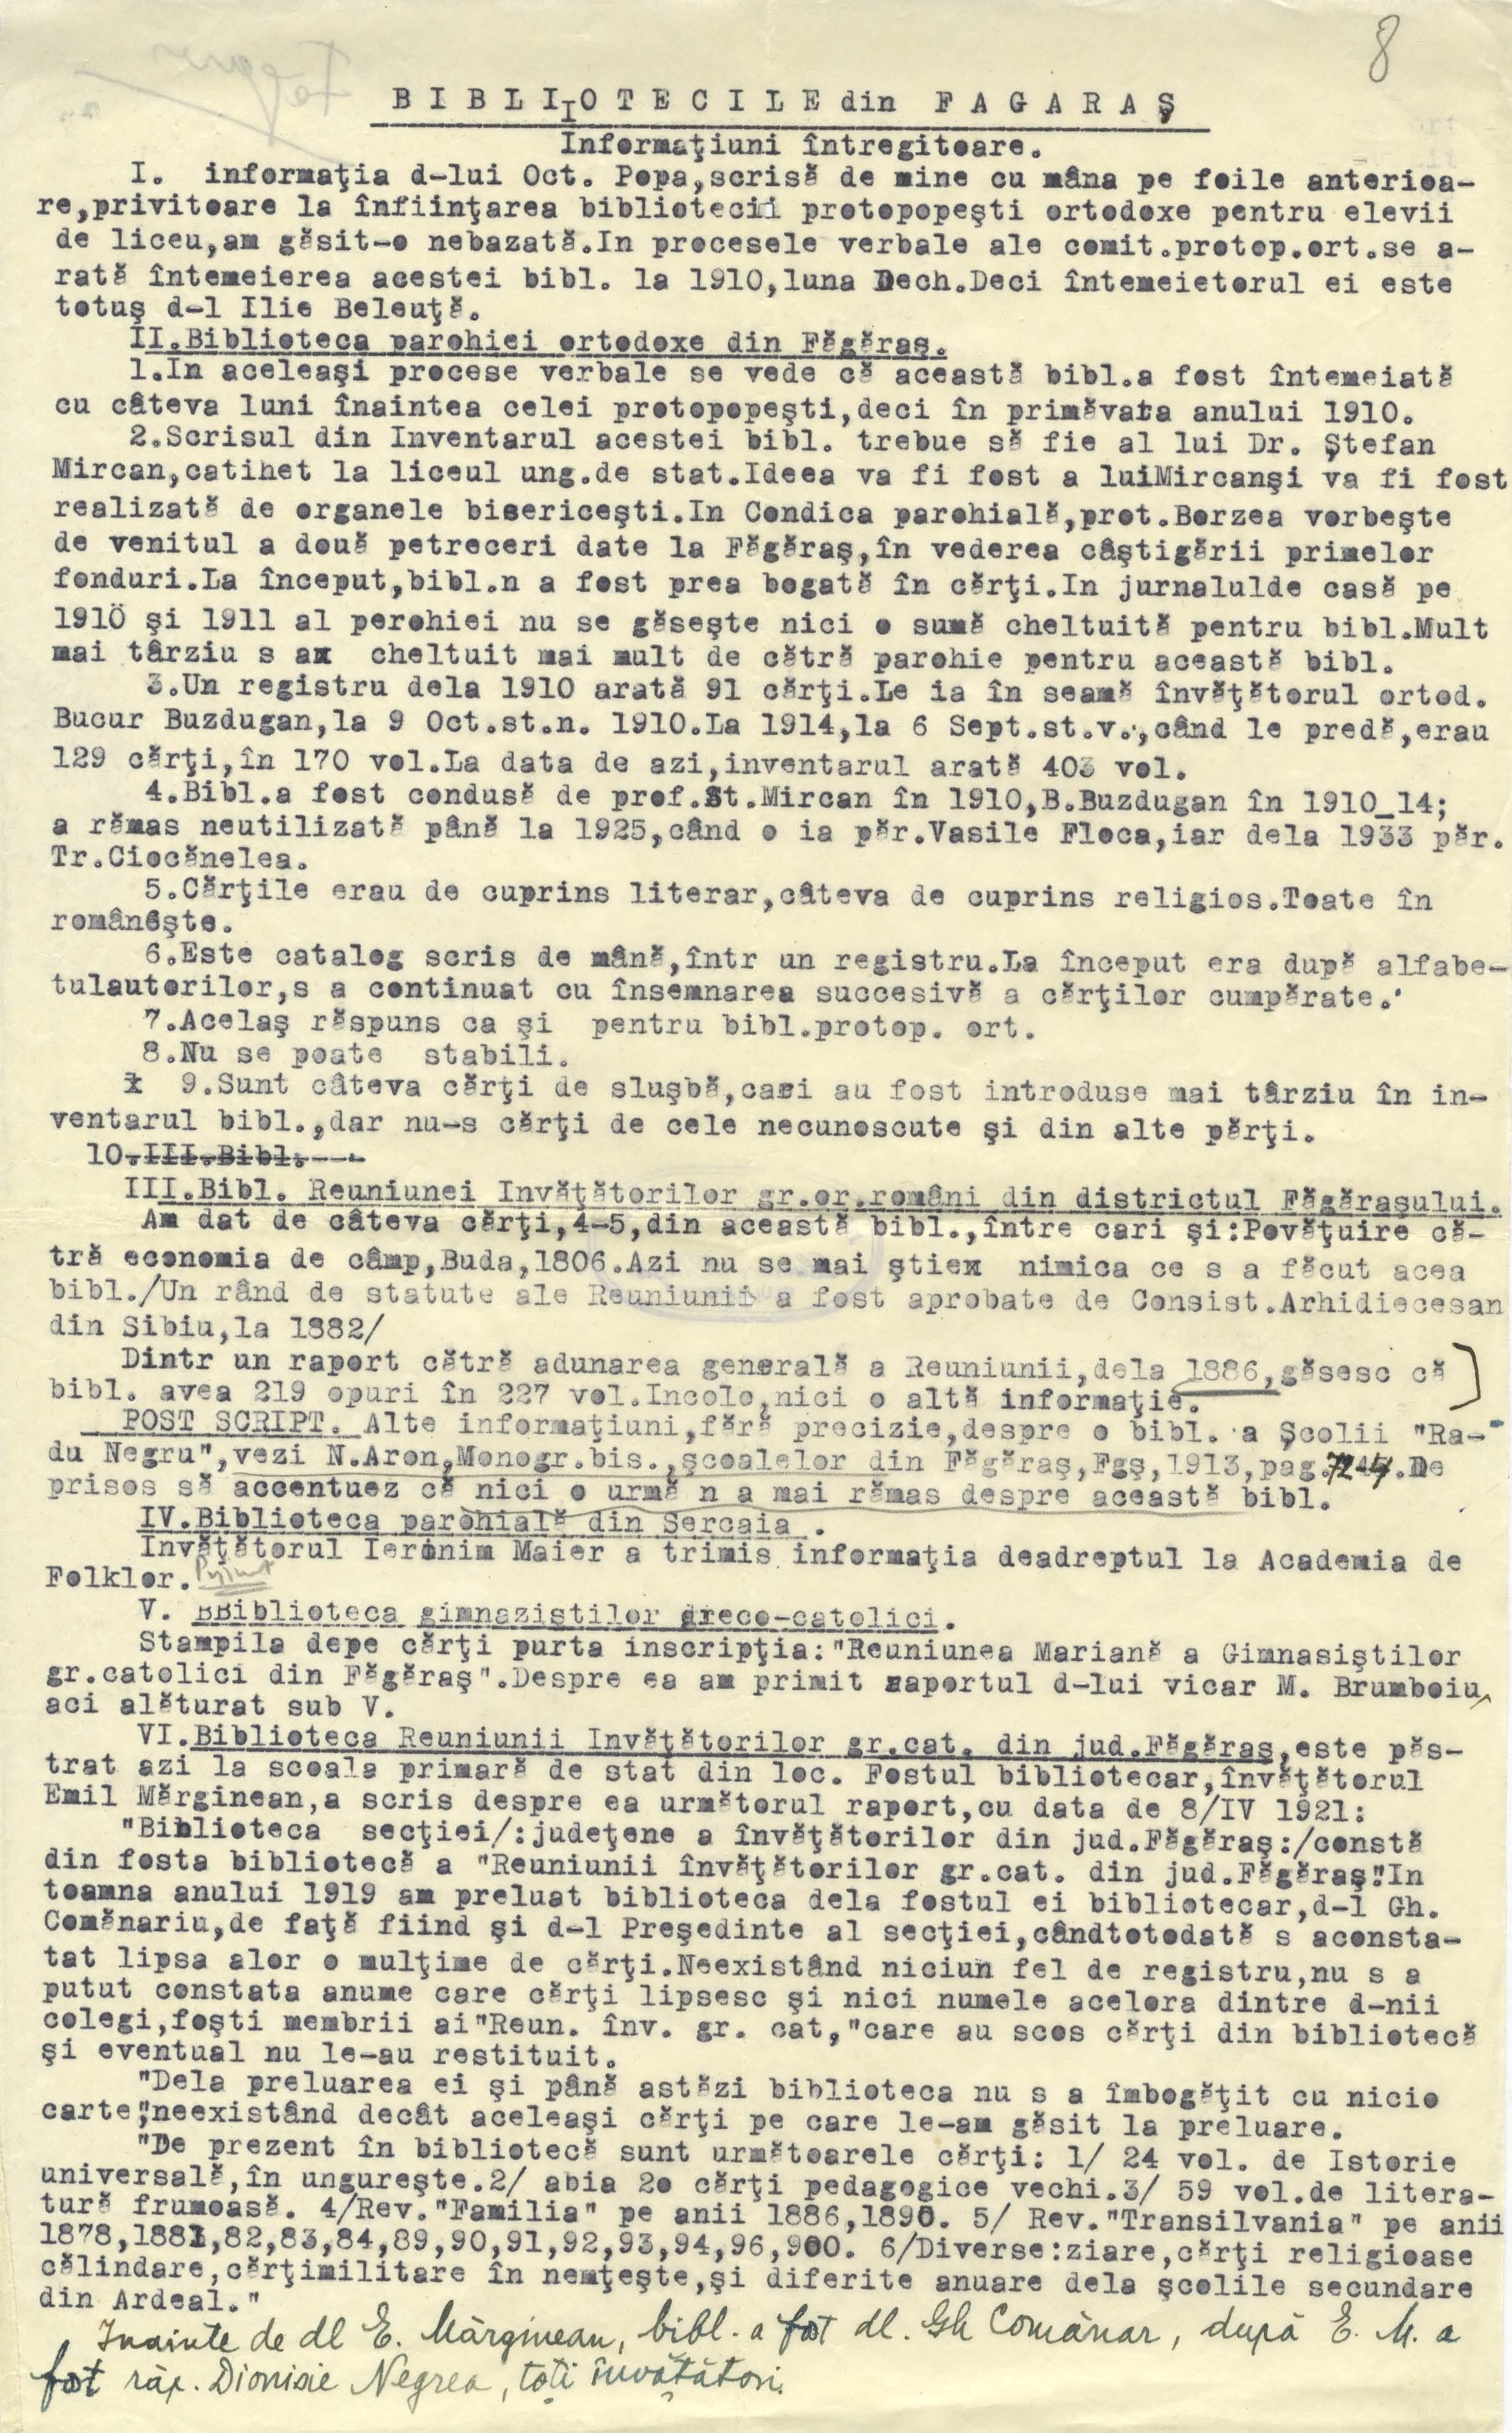 8
B I B L I I O T E C I L E din F A G A R A Ş
Informaţiuni întregitoare.
I. informaţia d-lui Oct. Popa,scrisă de mine cu mâna pe foile anterioa-
re,privitoare la înfiinţarea bibliotecii protopopeşti ortodoxe pentru elevii
de liceu,am găsit-o nebazată.In procesele verbale ale comit.protop.ort.se a-
rată întemeierea acestei bibl. la 1910,luna Dech.Deci întemeietorul ei este
totuş d-l Ilie Beleuţă.
II.Biblioteca parohiei ortodoxe din Făgăraş.
1.In aceleaşi procese verbale se vede că această bibl.a fost întemeiată
cu câteva luni înaintea celei protopopeşti,deci în primăvara anului 1910.
2.Scrisul din Inventarul acestei bibl. trebue să fie al lui Dr. Ştefan
Mircan,catihet la liceul ung.de stat.Ideea va fi fost a luiMircanşi va fi fost
realizată de organele bisericeşti.In Condica parohială,prot.Borzea vorbeşte
de venitul a două petreceri date la Făgăraş,în vederea câştigării primelor
fonduri.La început,bibl.n a fost prea bogată în cărţi.In jurnalulde casă pe
1910 şi 1911 al perohiei nu se găseşte nici o sumă cheltuită pentru bibl.Mult
mai târziu s ax cheltuit mai mult de cătră parohie pentru această bibl.
3.Un registru dela 1910 arată 91 cărţi.Le ia în seamă învăţătorul ortod.
Bucur Buzdugan,la 9 Oct.st.n. 1910.La 1914,la 6 Sept.st.v.,când le predă,erau
129 cărţi,în 170 vol.La data de azi,inventarul arată 403 vol.
4.Bibl.a fost condusă de prof.St.Mircan în 1910,B.Buzdugan în 1910_14;
a rămas neutilizată până la 1925,când o ia păr.Vasile Floca,iar dela 1933 păr.
Tr.Ciocănelea.
5.Cărţile erau de cuprins literar,câteva de cuprins religios.Toate în
româneşte.
6.Este catalog scris de mână,într un registru.La început era după alfabe-
tulautorilor,s a continuat cu însemnarea succesivă a cărţilor cumpărate.
7.Acelaş răspuns ca şi pentru bibl.protop. ort.
8.Nu se poate stabili.
x 9.Sunt câteva cărţi de sluşbă,cari au fost introduse mai târziu în in-
ventarul bibl.,dar nu-s cărţi de cele necunoscute şi din alte părţi.
10.III.Bibl.---
III.Bibl. Reuniunei Invăţătorilor gr.or.români din districtul Făgăraşului.
Am dat de câteva cărţi,4-5,din această bibl.,între cari şi:Povăţuire că-
tră economia de câmp,Buda,1806.Azi nu se mai ştiex nimica ce s a făcut acea
bibl./Un rând de statute ale Reuniunii a fost aprobate de Consist.Arhidiecesan
din Sibiu,la 1882/
Dintr un raport cătră adunarea generală a Reuniunii,dela 1886,găsesc că
bibl. avea 219 opuri în 227 vol.Incolo,nici o altă informaţie.
POST SCRIPT. Alte informaţiuni,fără precizie,despre o bibl. a Şcolii "Ra-
du Negru",vezi N.Aron,Monogr.bis.,şcoalelor din Făgăraş,Fgş,1913,pag.724.De
prisos să accentuez că nici o urmă n a mai rămas despre această bibl.
IV.Biblioteca parohială din Sercaia .
Invăţătorul Ieronim Maier a trimis informaţia deadreptul la Academia de
Folklor.
V. BBiblioteca gimnaziştilor greco-catolici.
Stampila depe cărţi purta inscripţia:"Reuniunea Mariană a Gimnasiştilor
gr.catolici din Făgăraş".Despre ea am primit raportul d-lui vicar M. Brumboiu,
aci alăturat sub V.
VI.Biblioteca Reuniunii Invăţătorilor gr.cat. din jud.Făgăraş,este păs-
trat azi la scoala primară de stat din loc. Fostul bibliotecar,învăţătorul
Emil Mărginean,a scris despre ea următorul raport,cu data de 8/IV 1921:
"Biblioteca secţiei/:judeţene a învăţătorilor din jud.Făgăraş:/constă
din fosta bibliotecă a "Reuniunii învăţătorilor gr.cat. din jud.Făgăraş".In
toamna anului 1919 am preluat biblioteca dela fostul ei bibliotecar,d-l Gh.
Comănariu,de faţă fiind şi d-l Preşedinte al secţiei,cândtotodată s aconsta-
tat lipsa alor o mulţime de cărţi.Neexistând niciun fel de registru,nu s a
putut constata anume care cărţi lipsesc şi nici numele acelora dintre d-nii
colegi,foşti membrii ai"Reun. înv. gr. cat,"care au scos cărţi din bibliotecă
şi eventual nu le-au restituit.
"Dela preluarea ei şi până astăzi biblioteca nu s a îmbogăţit cu nicio
carte",neexistând decât aceleaşi cărţi pe care le-am găsit la preluare.
"De prezent în bibliotecă sunt următoarele cărţi: 1/ 24 vol. de Istorie
universală,în ungureşte.2/ abia 2o cărţi pedagogice vechi.3/ 59 vol.de litera-
tură frumoasă. 4/Rev."Familia" pe anii 1886,1890. 5/ Rev."Transilvania" pe anii
1878,1881,82,83,84,89,90,91,92,93,94,96,900. 6/Diverse:ziare,cărţi religioase
călindare,cărţimilitare în nemţeşte,şi diferite anuare dela şcolile secundare
din Ardeal."
Inainte de dl E. Mărginean, bibl. a fost dl. Gh Comănar, după E. M. a
fost răp. Dionisie Negrea, toţi învăţători.